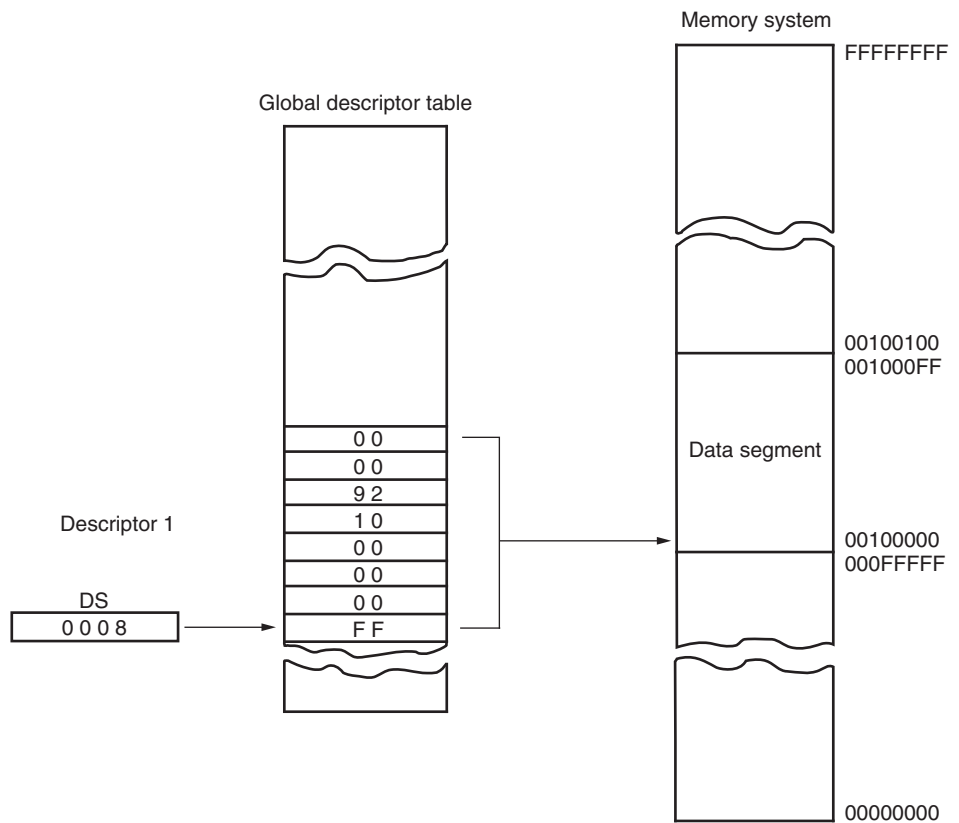 Memory system
FFFFFFFF
Global descriptor table
00100100
001000FF
0 0
0 0
Data segment
9 2
Descriptor 1
1 0
0 0
00100000
0 0
000FFFFF
DS
0 0
0 0 0 8
F F
00000000